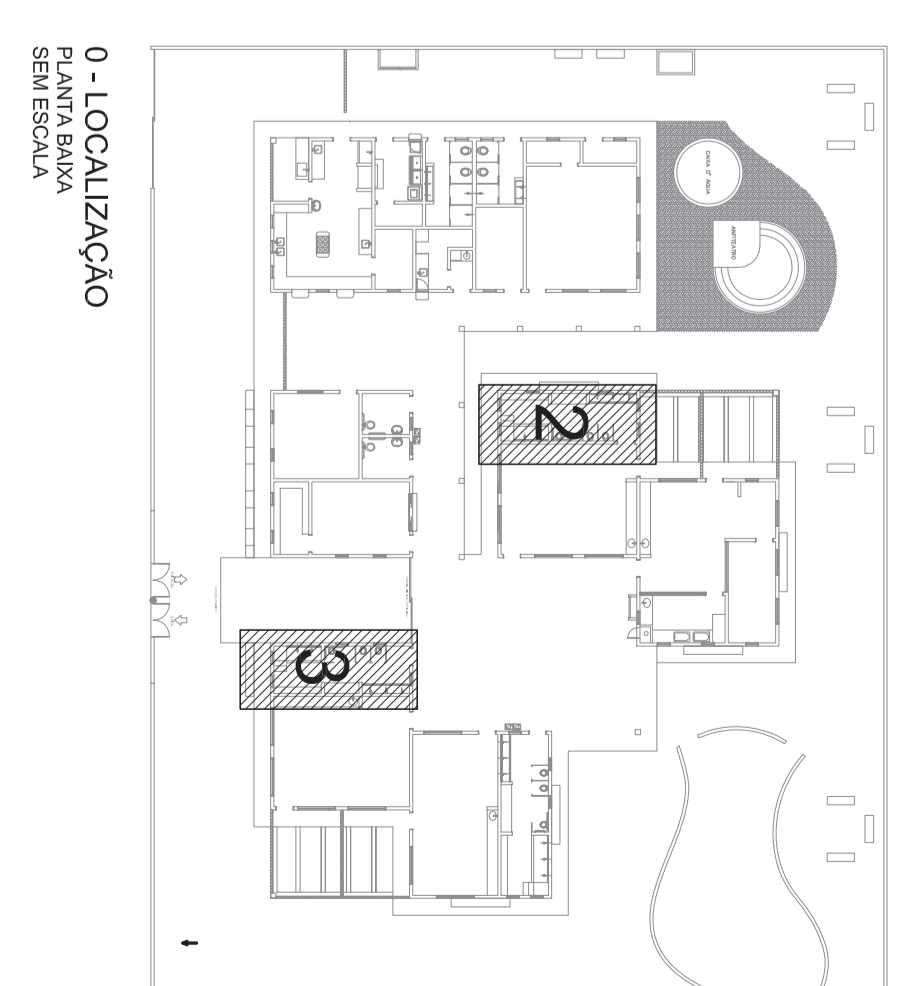 0 - LOCALIZAÇÃO
PLANTA BAIXA
SEM ESCALA
CAIXA D' ÁGUA
ANFITEATRO
2
3